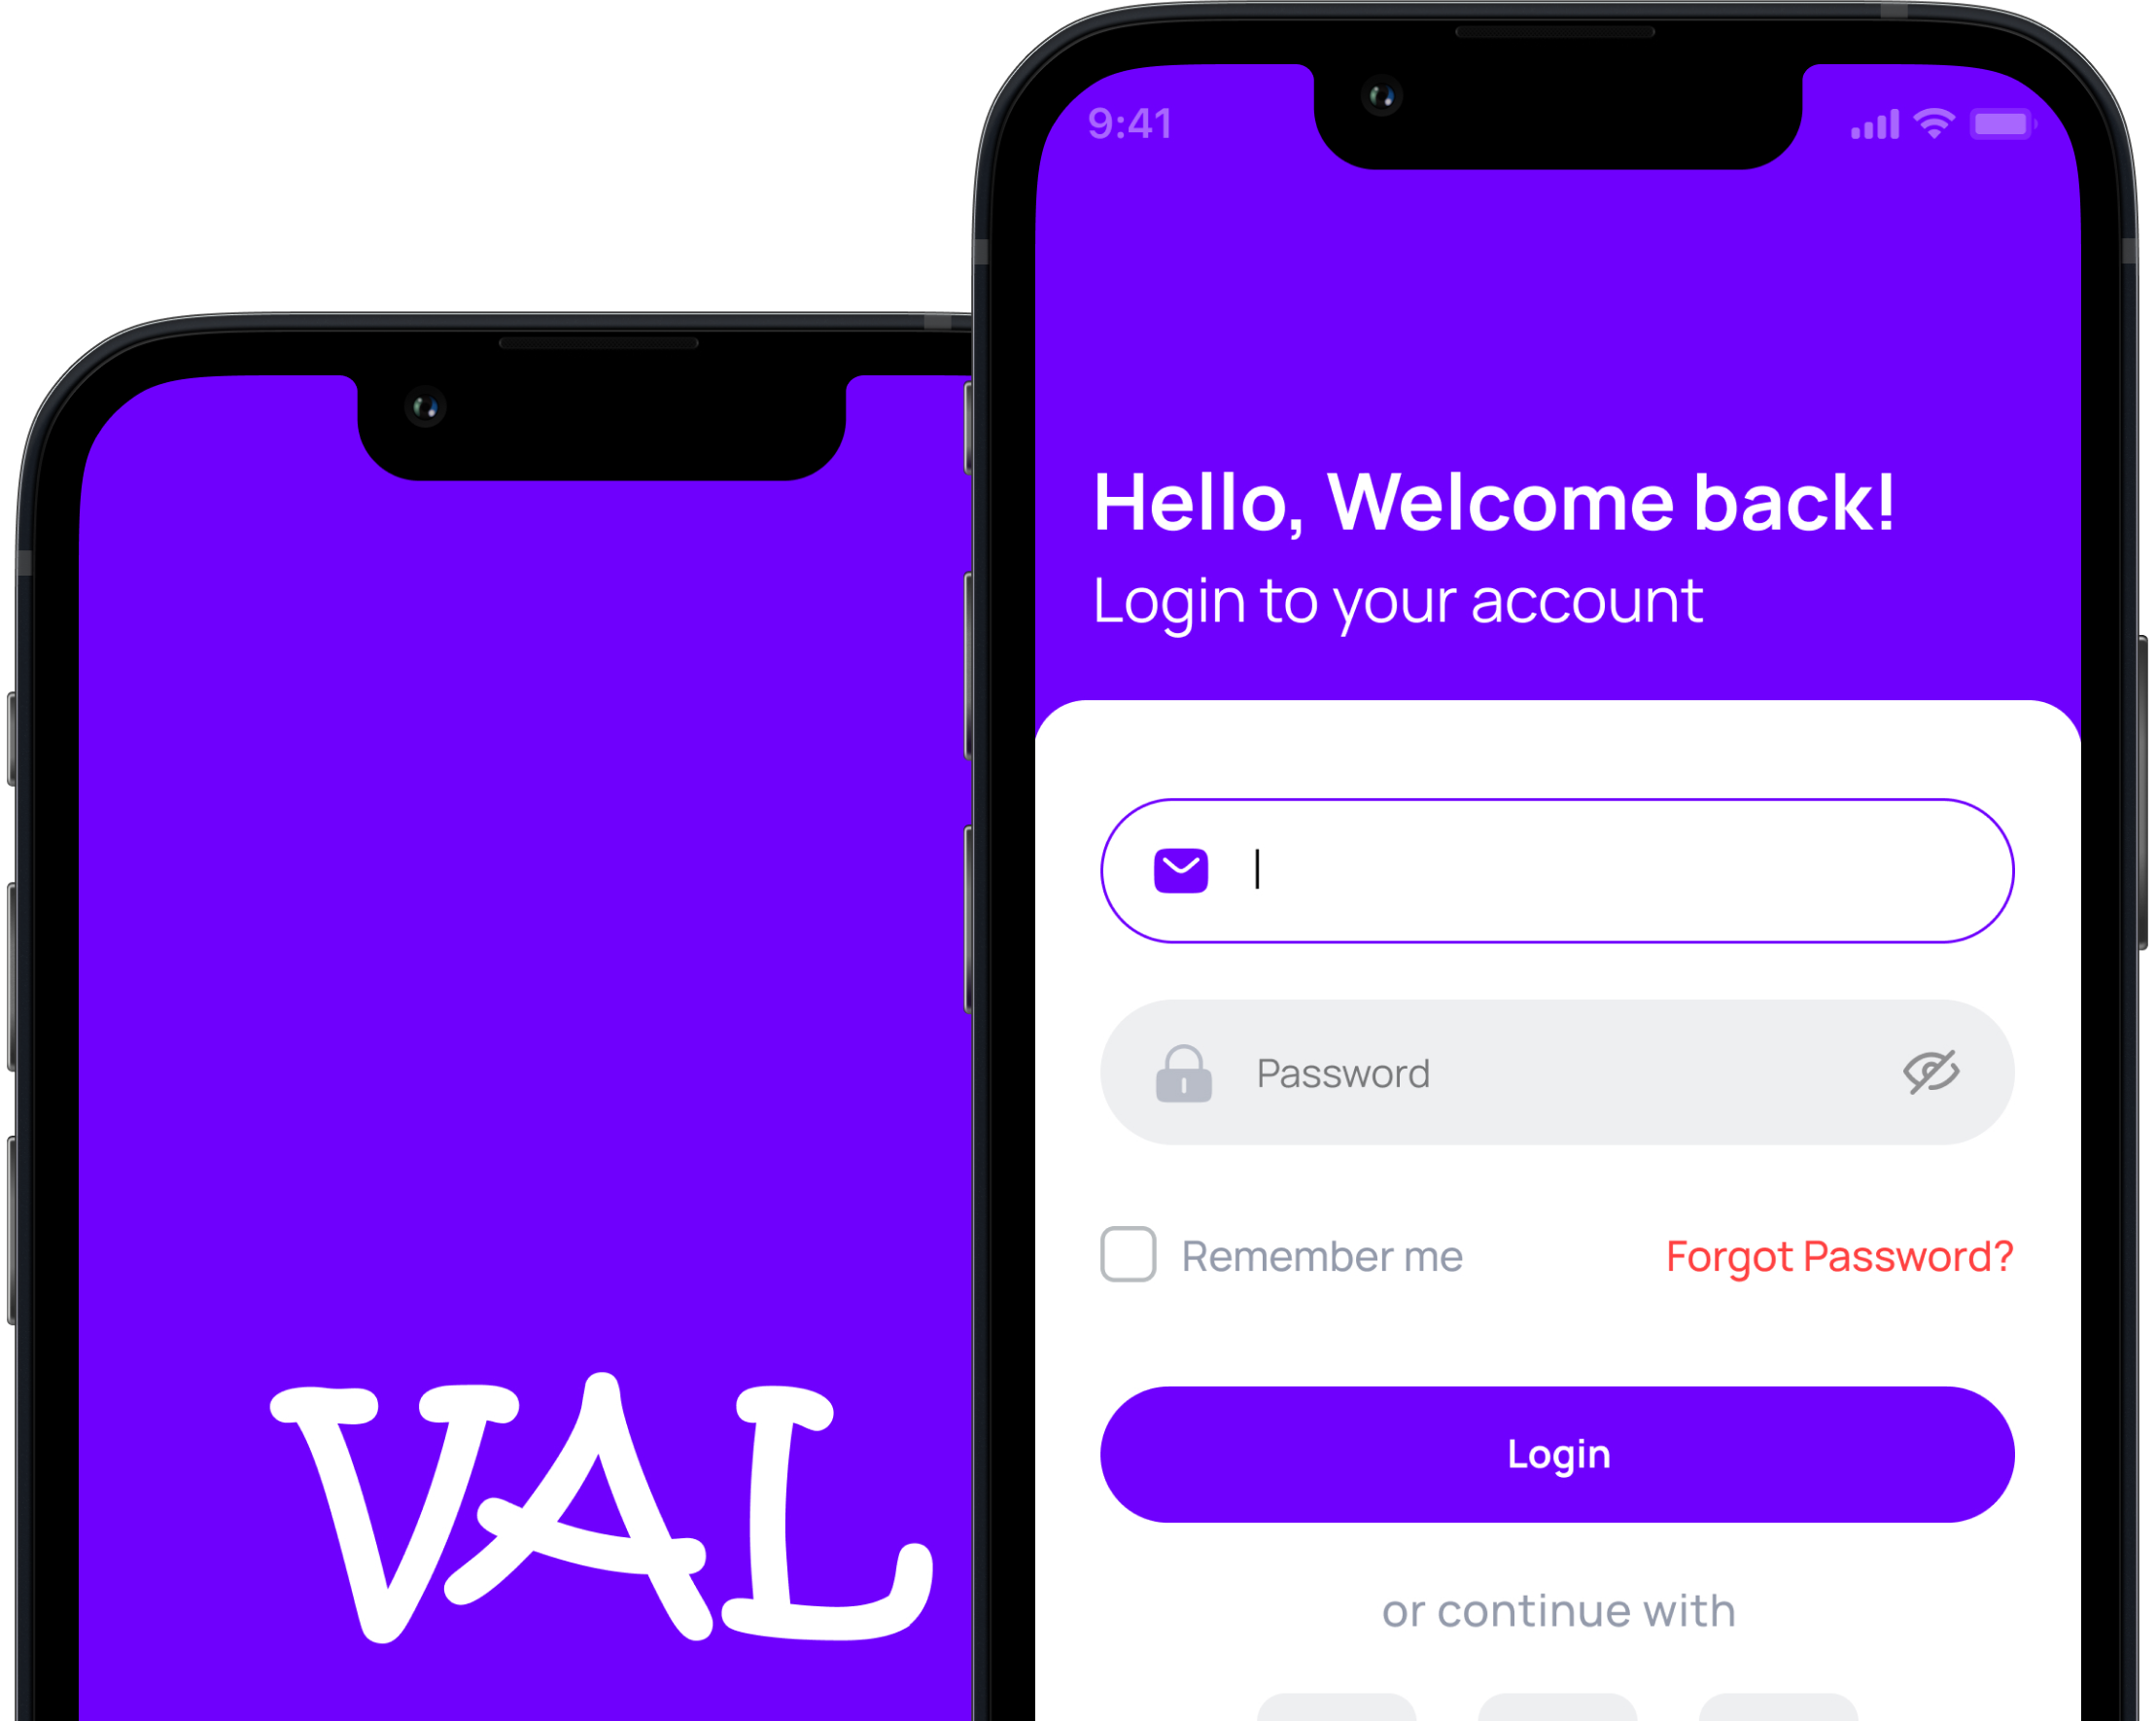 9:41
Hello, Welcome back!
Login to your account
Password
Remember me
Forgot Password?
Login
or continue with
VAL